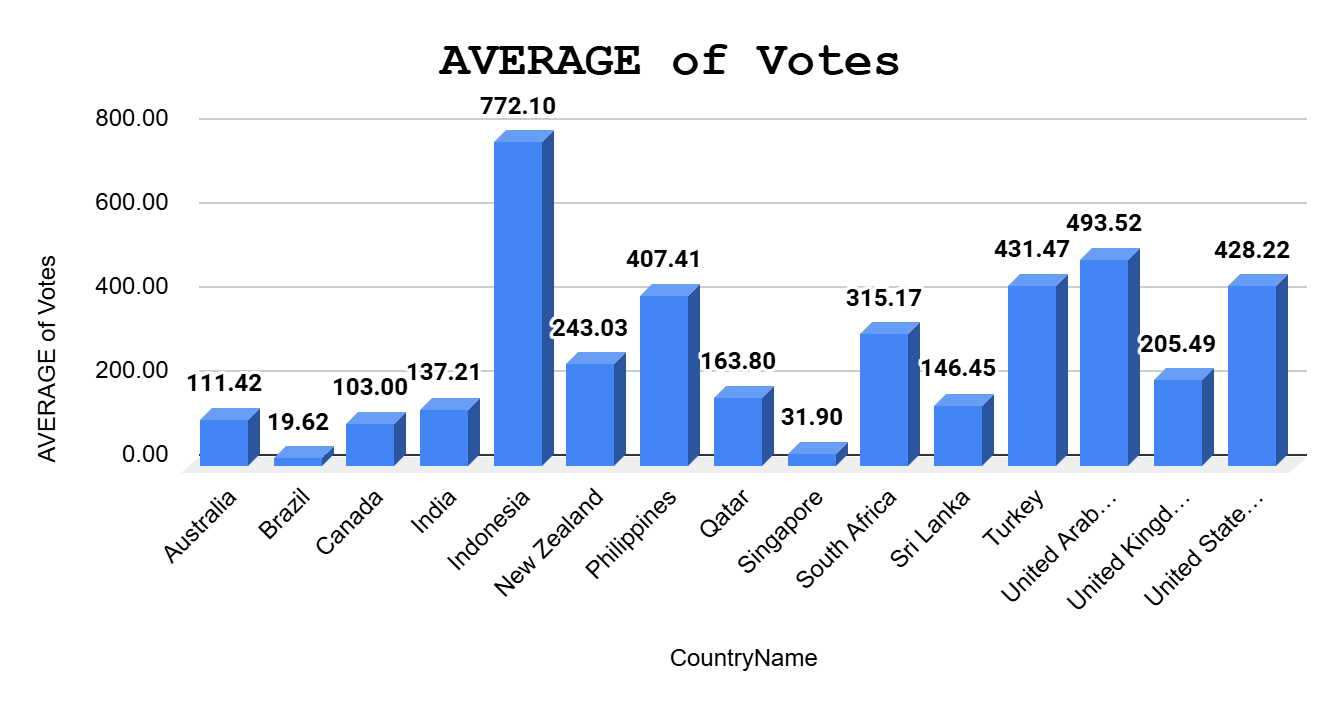 AVERAGE of Votes
AVERAGE of Votes
800.00
600.00
400.00
200.00
0.00
111.42
19.62
103.00
137.21
772.10
243.03
407.41
163.80
31.90
315.17
146.45
431.47
493.52
205.49
428.22
Australia
Brazil
Canada
India
Indonesia
New Zealand
Philippines
Qatar
Singapore
South Africa
Sri Lanka
Turkey
United Arab…
United Kingd…
United State…
CountryName